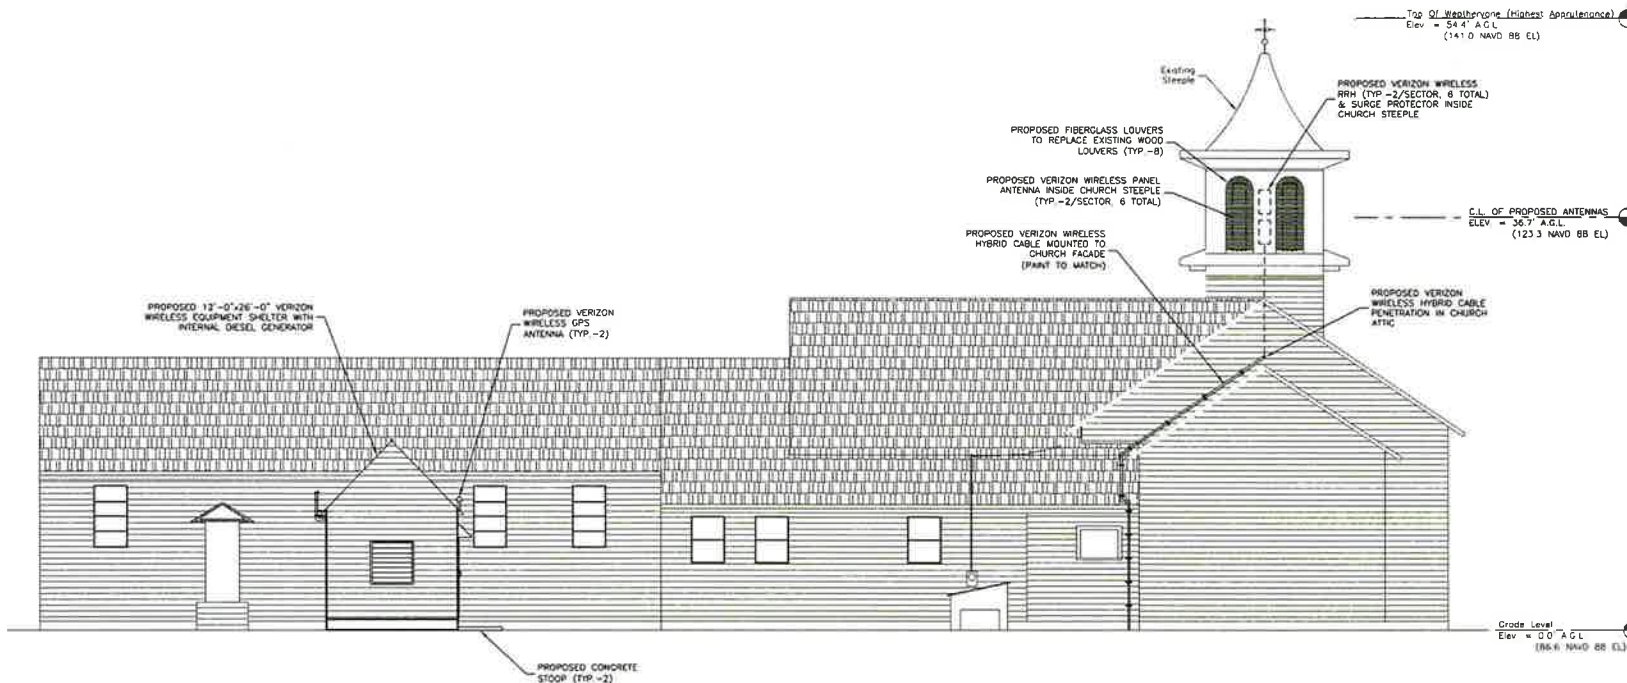 Top Of Weathervane (Highest Appurtenance)
Elev = 54.4' A.G.L
(141.0 NAVD 88 EL)
Existing
Steeple
PROPOSED VERIZON WIRELESS
RRH (TYP.-2/SECTOR, 6 TOTAL)
& SURGE PROTECTOR INSIDE
CHURCH STEEPLE
PROPOSED FIBERGLASS LOUVERS
TO REPLACE EXISTING WOOD
LOUVERS (TYP.-8)
PROPOSED VERIZON WIRELESS PANEL
ANTENNA INSIDE CHURCH STEEPLE
(TYP.-2/SECTOR, 6 TOTAL)
C.L. OF PROPOSED ANTENNAS
ELEV. = 36.7' A.G.L.
(123.3 NAVD 88 EL)
PROPOSED VERIZON WIRELESS
HYBRID CABLE MOUNTED TO
CHURCH FACADE
(PAINT TO MATCH)
PROPOSED VERIZON
WIRELESS HYBRID CABLE
PENETRATION IN CHURCH
ATTIC
PROPOSED 12'-0"x26'-0" VERIZON
WIRELESS EQUIPMENT SHELTER WITH
INTERNAL DIESEL GENERATOR
PROPOSED VERIZON
WIRELESS GPS
ANTENNA (TYP.-2)
Grade Level
Elev = 0.0' A.G.L
(86.6 NAVD 88 EL)
PROPOSED CONCRETE
STOOP (TYP.-2)